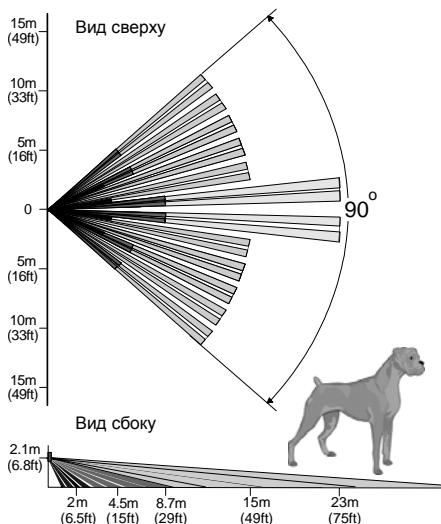 15m
(49ft)
Вид сверху
10m
(33ft)
5m
(16ft)
0
90°
5m
(16ft)
10m
(33ft)
15m
(49ft)
Вид сбоку
2.1m
(6.8ft)
2m
(6.5ft)
4.5m
(15ft)
8.7m
(29ft)
15m
(49ft)
23m
(75ft)